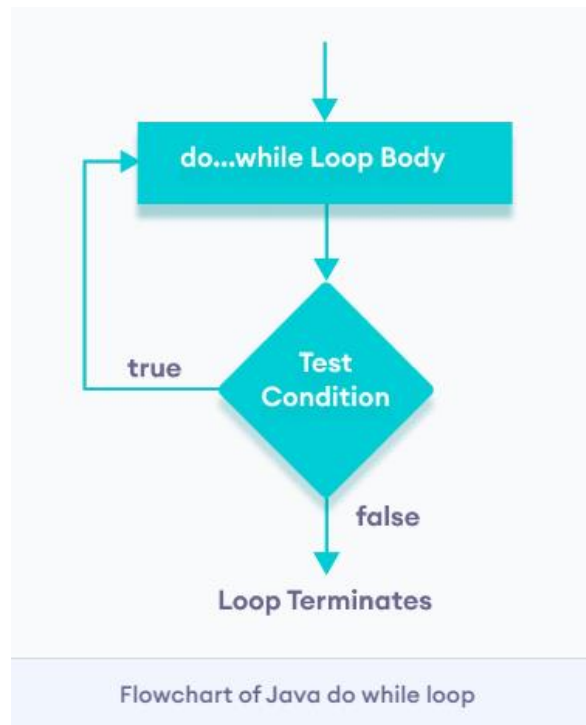 do...while Loop Body
true
Test
Condition
false
Loop Terminates
Flowchart of Java do while loop